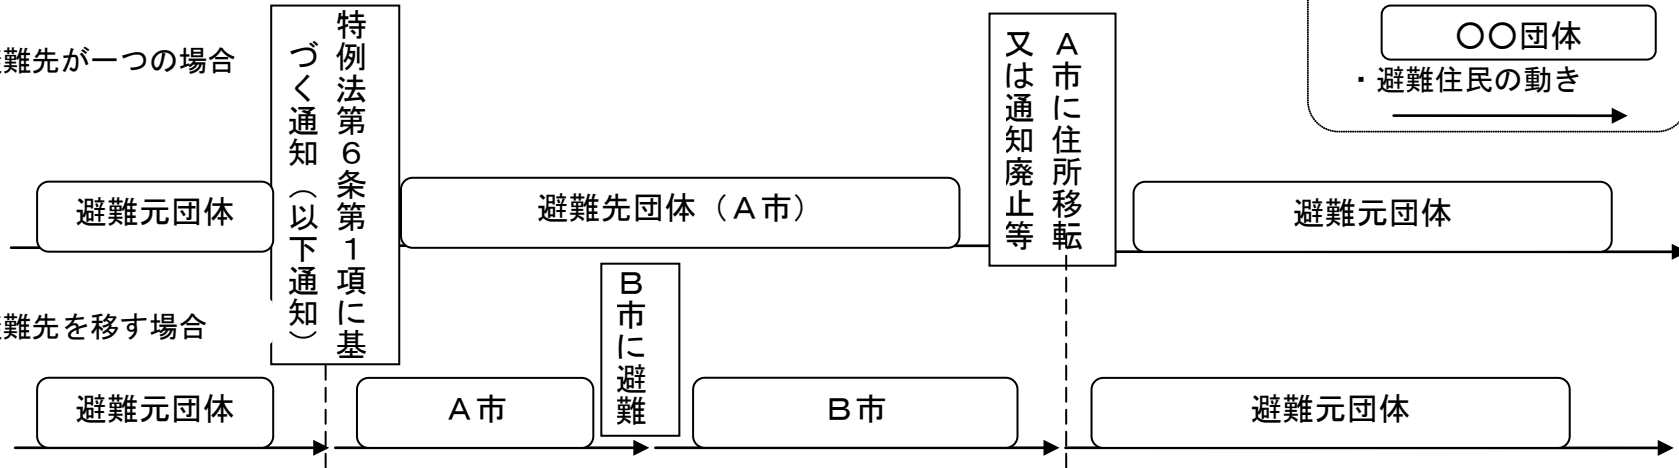 難先が一つの場合
特例法第６条第１項に基
づく通知（以下通知）
Ａ市に住所移転
又は通知廃止等
〇〇団体
・避難住民の動き
避難元団体
避難先団体（Ａ市）
避難元団体
Ｂ市に避難
難先を移す場合
避難元団体
Ａ市
Ｂ市
避難元団体